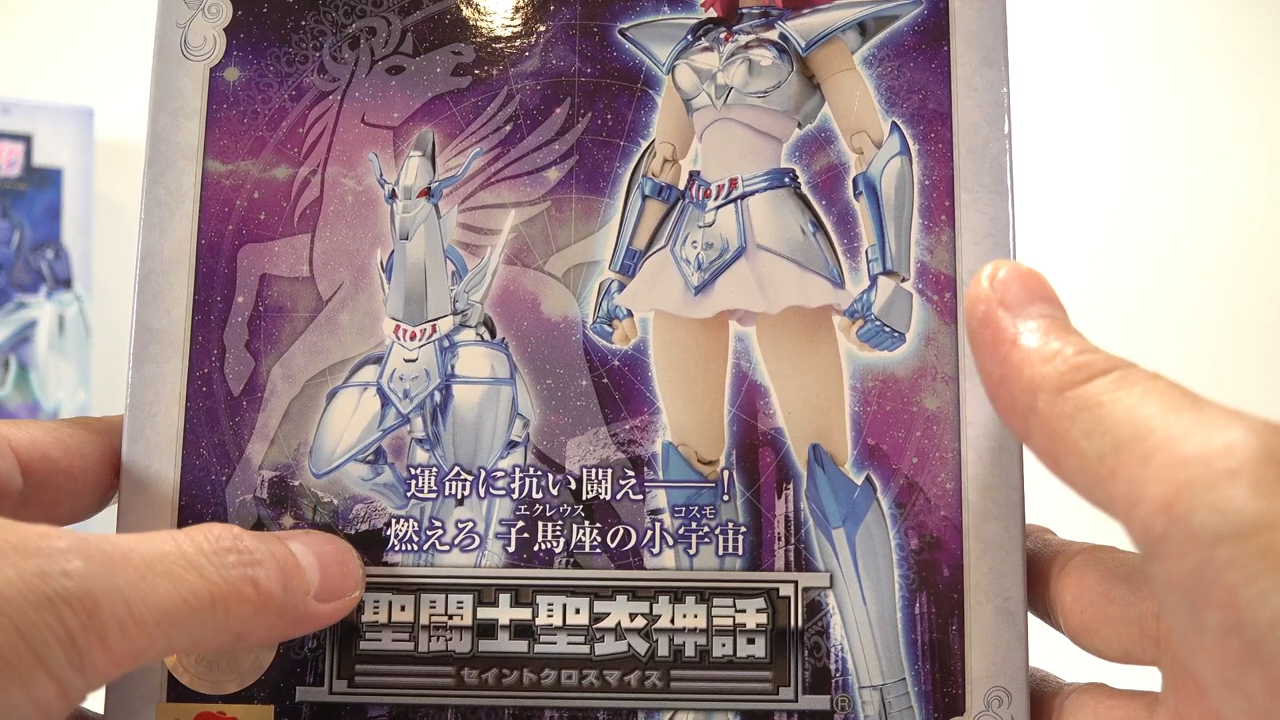 運命に抗い闘え――!
エクレウス コスモ
燃えろ 子馬座の小宇宙
聖闘士聖衣神話
セイントクロスマイス
®